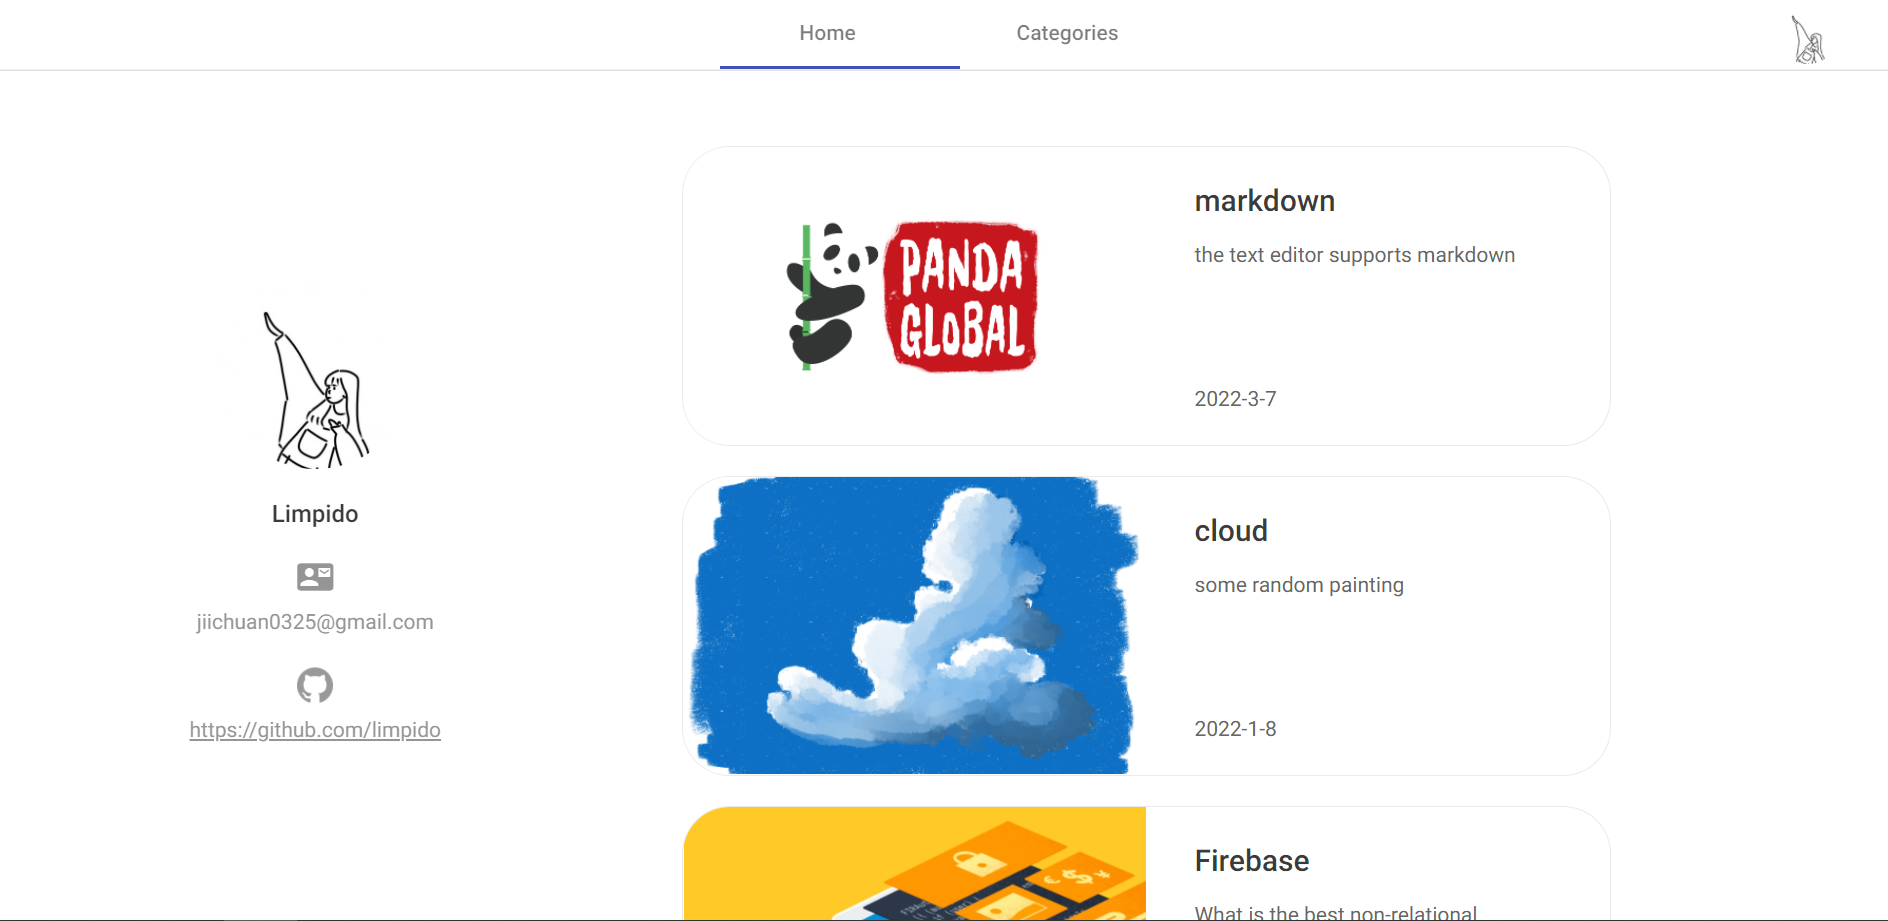 Home
Categories
Limpido
jiichuan0325@gmail.com
https://github.com/limpido
PANDA
GLOBAL
markdown
the text editor supports markdown
2022-3-7
cloud
some random painting
2022-1-8
Firebase
What is the best non-relational